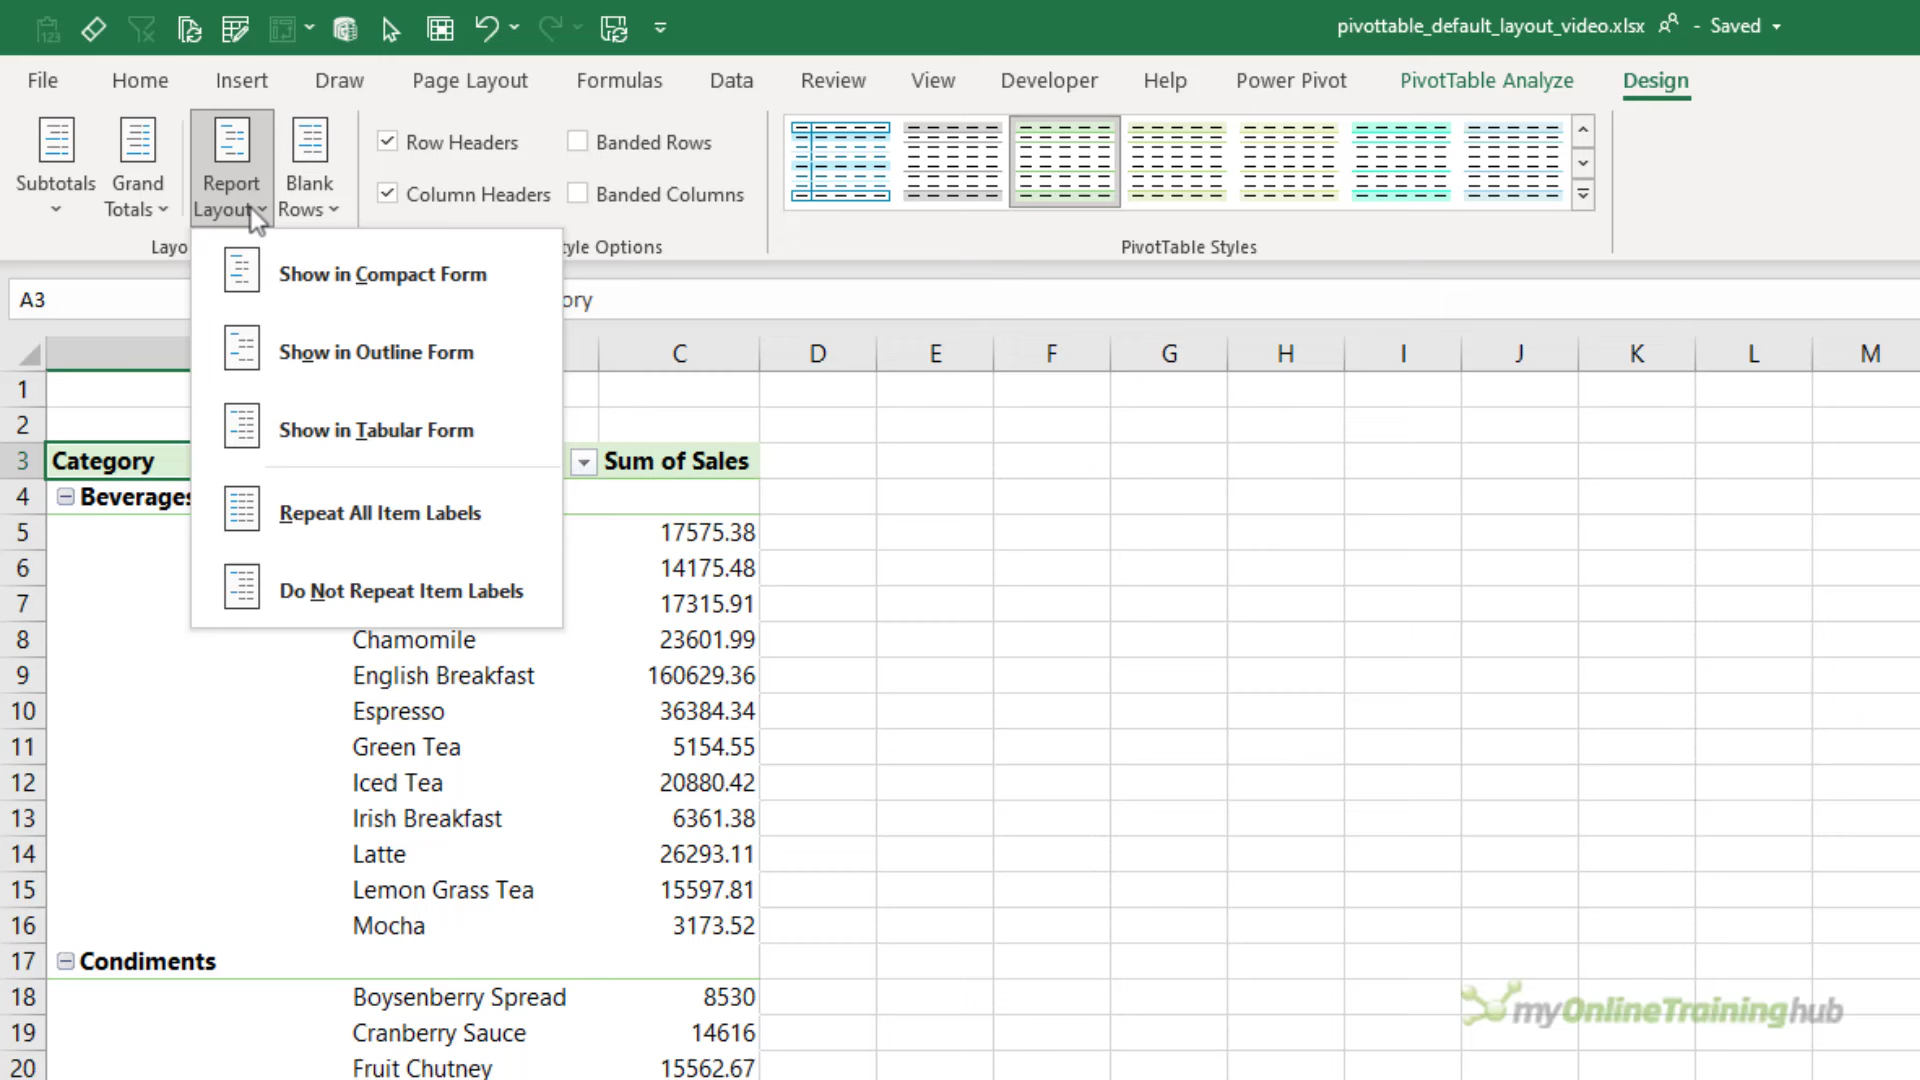 pivottable_default_layout_video.xlsx - Saved
File Home Insert Draw Page Layout Formulas Data Review View Developer Help Power Pivot PivotTable Analyze Design
Subtotals Grand Totals Report Layout Blank Rows
Row Headers Banded Rows
Column Headers Banded Columns
Layo yle Options PivotTable Styles
Show in Compact Form
Show in Outline Form
Show in Tabular Form
Repeat All Item Labels
Do Not Repeat Item Labels
A3 ory
C D E F G H I J K L M
1
2
3 Category Sum of Sales
4 Beverages
5 17575.38
6 14175.48
7 17315.91
8 Chamomile 23601.99
9 English Breakfast 160629.36
10 Espresso 36384.34
11 Green Tea 5154.55
12 Iced Tea 20880.42
13 Irish Breakfast 6361.38
14 Latte 26293.11
15 Lemon Grass Tea 15597.81
16 Mocha 3173.52
17 Condiments
18 Boysenberry Spread 8530
19 Cranberry Sauce 14616
20 Fruit Chutney 15562.67
myOnlineTraininghub